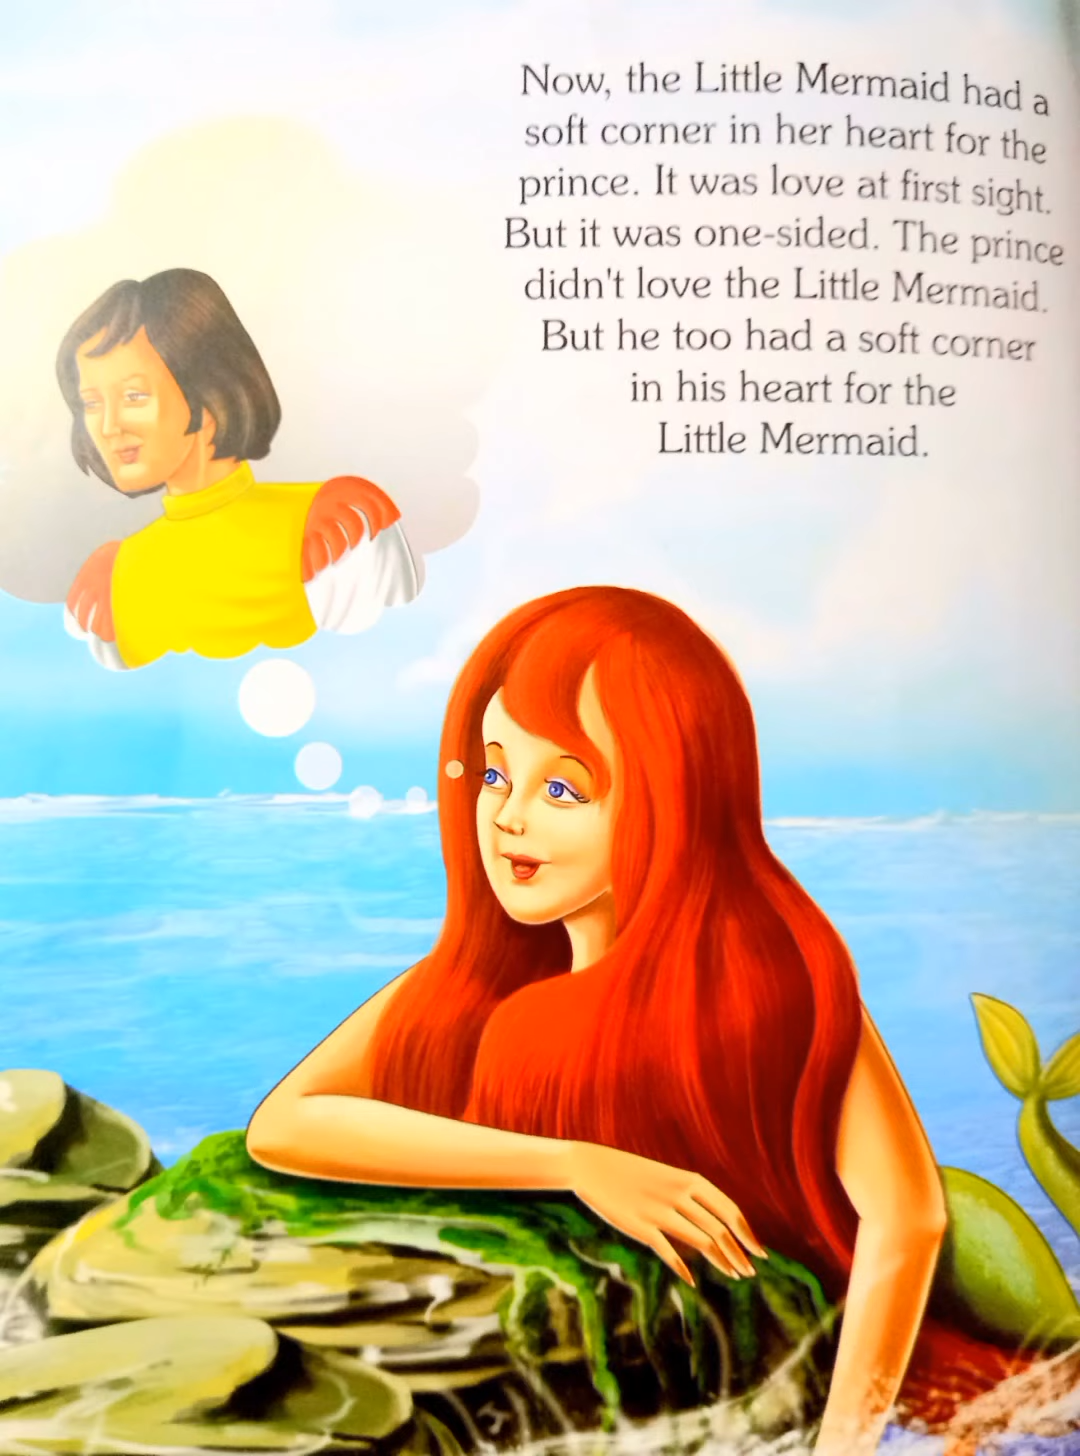 Now, the Little Mermaid had a
soft corner in her heart for the
prince. It was love at first sight.
But it was one-sided. The prince
didn't love the Little Mermaid.
But he too had a soft corner
in his heart for the
Little Mermaid.